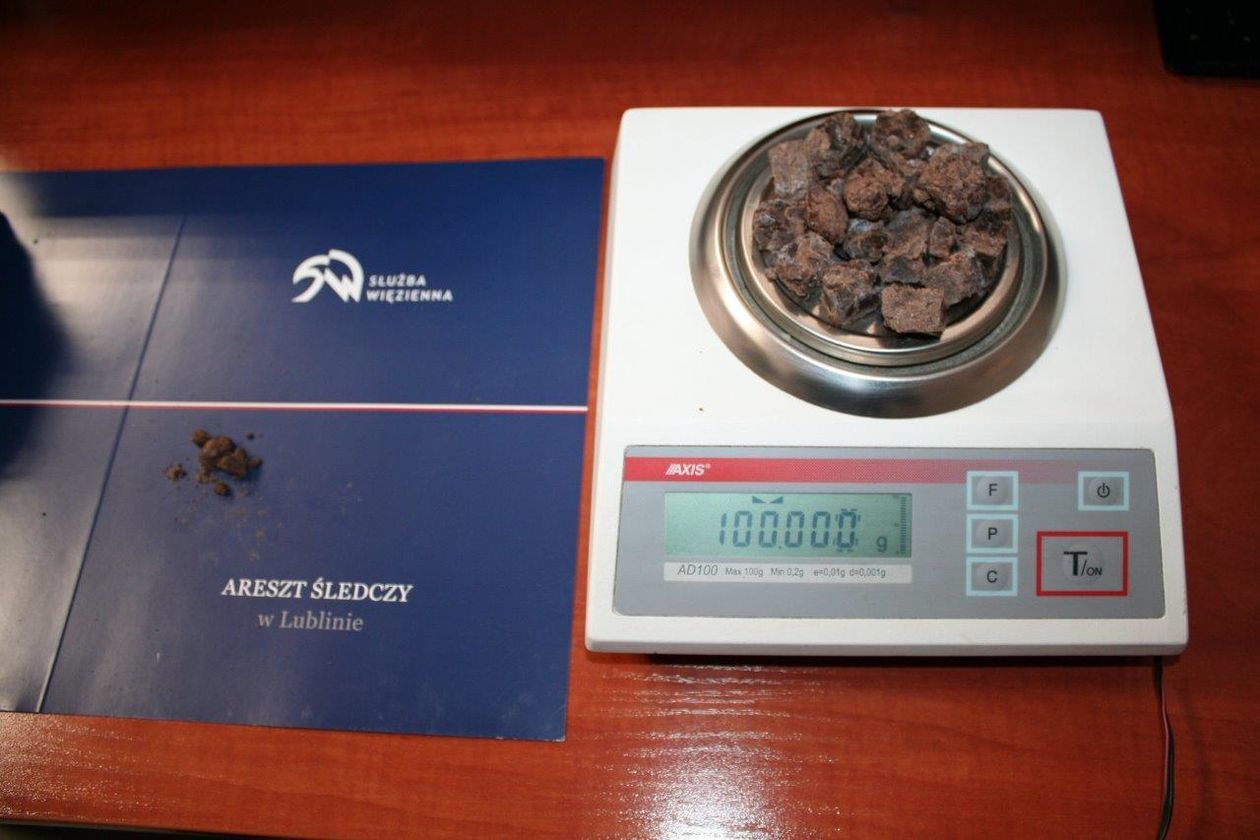 SŁUŻBA
WIĘZIENNA
ARESZT ŚLEDCZY
w Lublinie
AXIS®
100.000 g
AD100 Max 100g Min 0,2g e=0,01g d=0,001g
F
P
C
T/ON